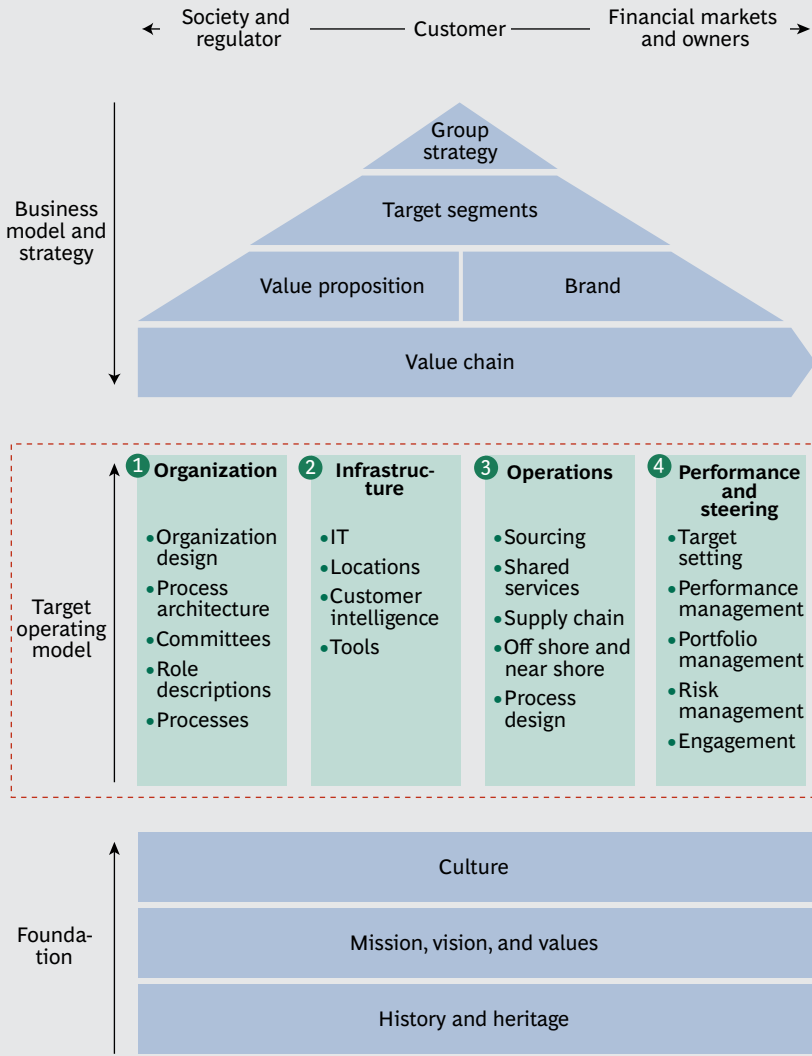 Society and
regulator
Customer
Financial markets
and owners
Business
model and
strategy
Group
strategy
Target segments
Value proposition
Brand
Value chain
Target
operating
model
1 Organization
• Organization
design
• Process
architecture
• Committees
• Role
descriptions
• Processes
2 Infrastruc-
ture
• IT
• Locations
• Customer
intelligence
• Tools
3 Operations
• Sourcing
• Shared
services
• Supply chain
• Off shore and
near shore
• Process
design
4 Performance
and
steering
• Target
setting
• Performance
management
• Portfolio
management
• Risk
management
• Engagement
Founda-
tion
Culture
Mission, vision, and values
History and heritage